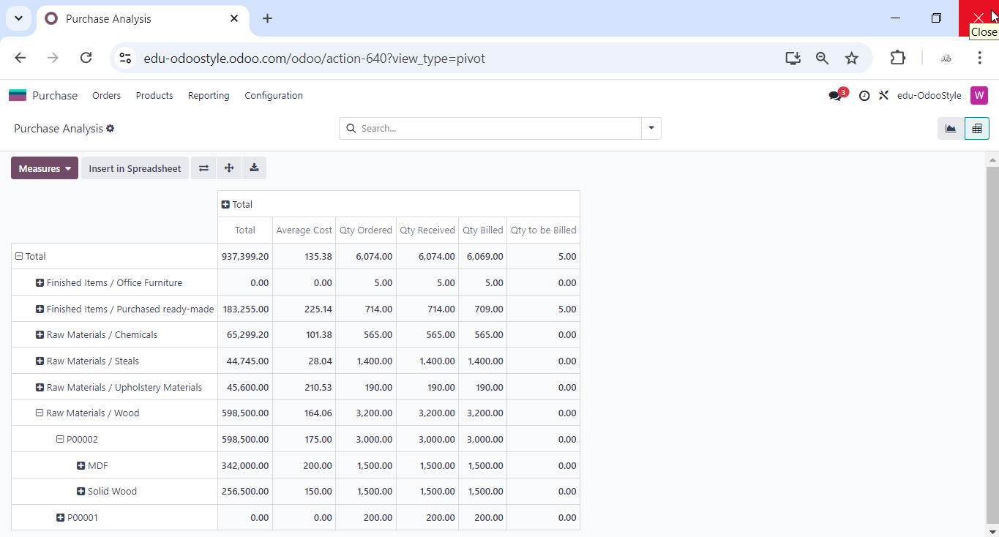 Purchase Analysis
Close
edu-odoostyle.odoo.com/odoo/action-640?view_type=pivot
Purchase Orders Products Reporting Configuration 3 edu-OdooStyle W
Purchase Analysis Search...
Measures Insert in Spreadsheet
Total
Total Average Cost Qty Ordered Qty Received Qty Billed Qty to be Billed
Total 937,399.20 135.38 6,074.00 6,074.00 6,069.00 5.00
Finished Items / Office Furniture 0.00 0.00 5.00 5.00 5.00 0.00
Finished Items / Purchased ready-made 183,255.00 225.14 714.00 714.00 709.00 5.00
Raw Materials / Chemicals 65,299.20 101.38 565.00 565.00 565.00 0.00
Raw Materials / Steals 44,745.00 28.04 1,400.00 1,400.00 1,400.00 0.00
Raw Materials / Upholstery Materials 45,600.00 210.53 190.00 190.00 190.00 0.00
Raw Materials / Wood 598,500.00 164.06 3,200.00 3,200.00 3,200.00 0.00
P00002 598,500.00 175.00 3,000.00 3,000.00 3,000.00 0.00
MDF 342,000.00 200.00 1,500.00 1,500.00 1,500.00 0.00
Solid Wood 256,500.00 150.00 1,500.00 1,500.00 1,500.00 0.00
P00001 0.00 0.00 200.00 200.00 200.00 0.00